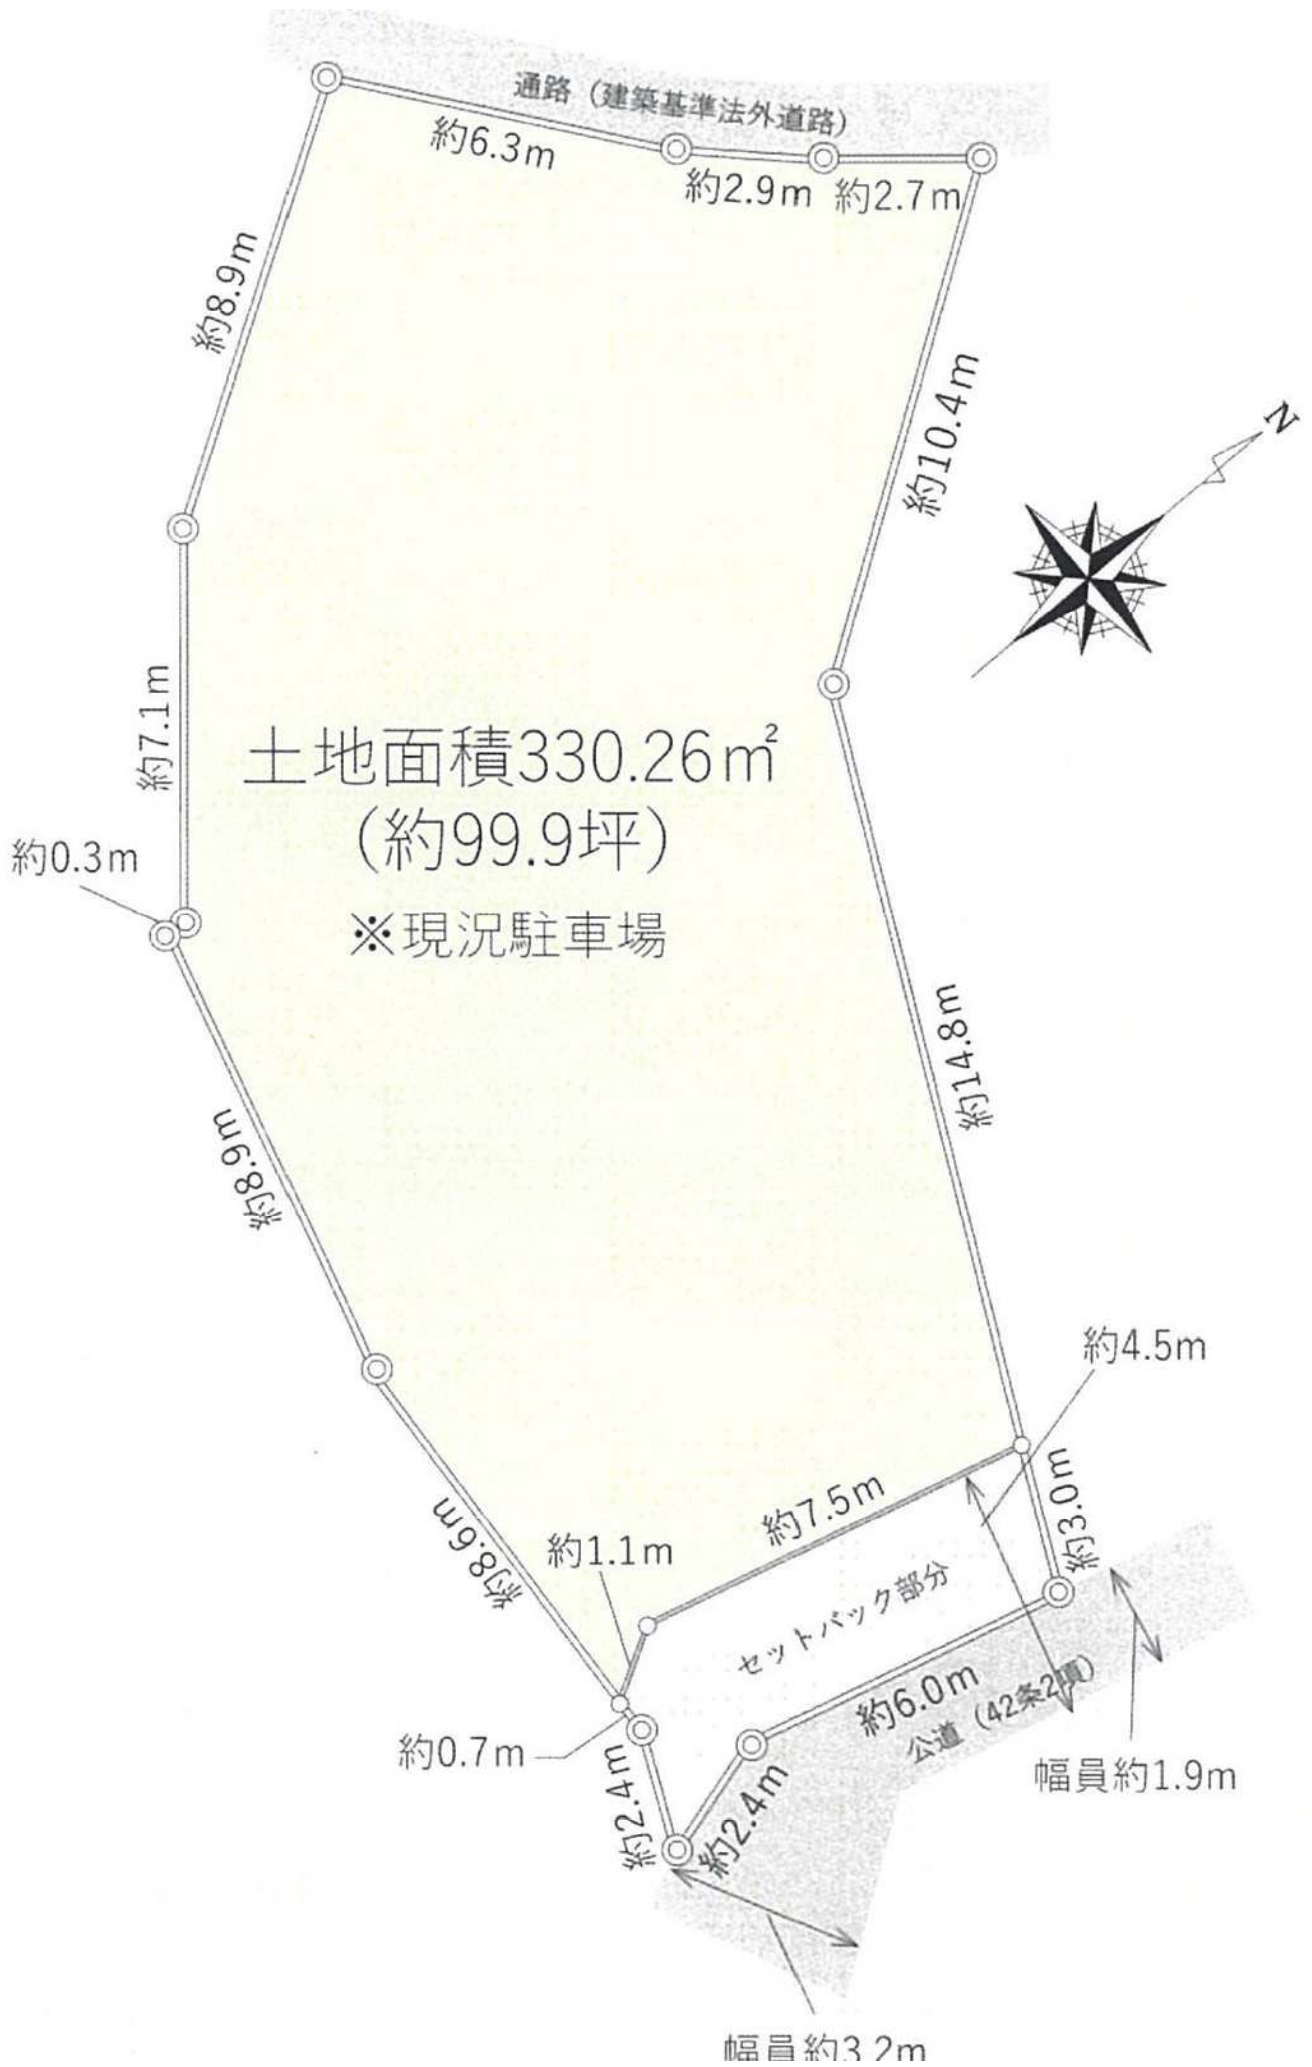 通路（建築基準法外道路）
約6.3m
約2.9m
約2.7m
約8.9m
約10.4m
N
約7.1m
土地面積330.26㎡
（約99.9坪）
約0.3m
※現況駐車場
約14.8m
約8.9m
約4.5m
約7.5m
約3.0m
約8.6m
約1.1m
セットバック部分
約6.0m
公道（42条2項）
約0.7m
約2.4m
約2.4m
幅員約1.9m
幅員約3.2m